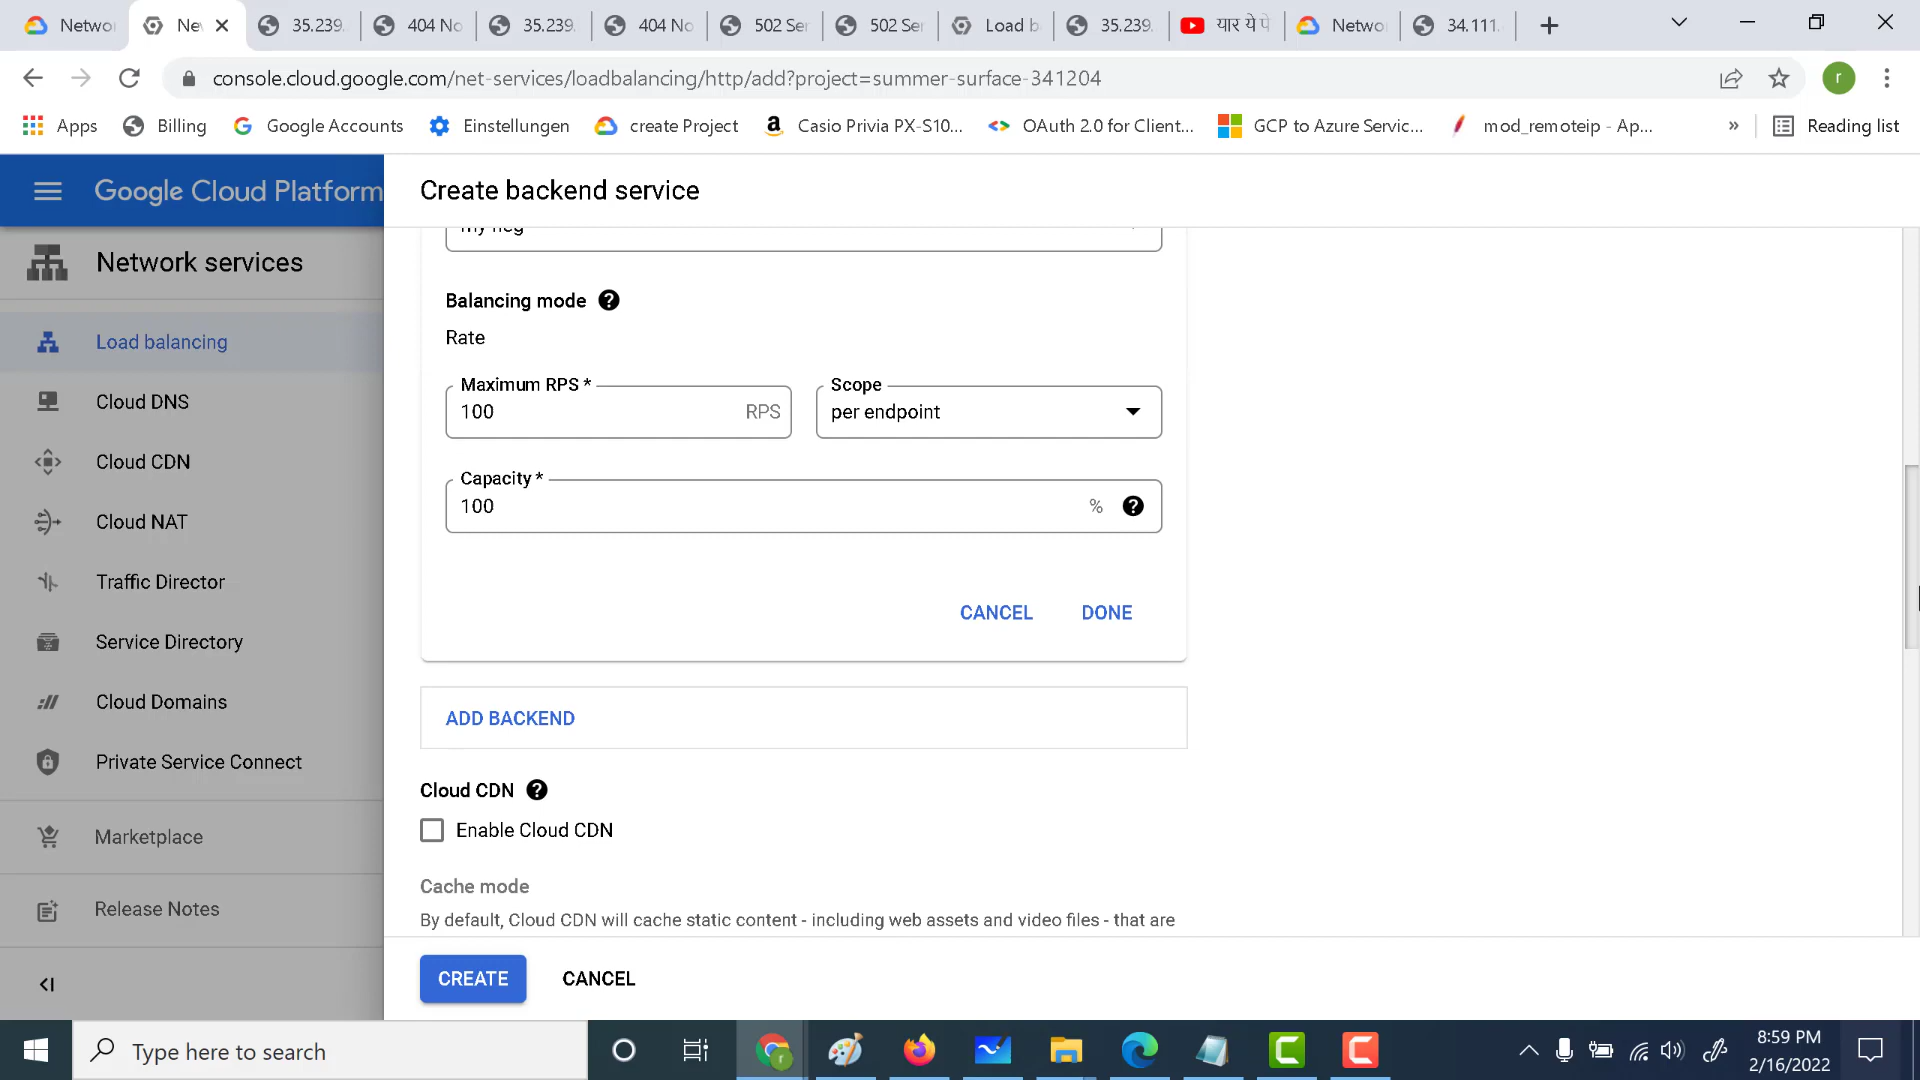 Networ
Ne
35.239.
404 No
35.239.
404 No
502 Ser
502 Ser
Load b
35.239.
यार ये पे
Networ
34.111.
console.cloud.google.com/net-services/loadbalancing/http/add?project=summer-surface-341204
r
Apps
Billing
Google Accounts
Einstellungen
create Project
Casio Privia PX-S10...
OAuth 2.0 for Client...
GCP to Azure Servic...
mod_remoteip - Ap...
»
Reading list
Google Cloud Platform
Create backend service
Network services
my neg
Load balancing
Balancing mode
Rate
Maximum RPS *
100
RPS
Scope
per endpoint
Cloud DNS
Cloud CDN
Capacity *
100
%
Cloud NAT
Traffic Director
CANCEL
DONE
Service Directory
Cloud Domains
ADD BACKEND
Private Service Connect
Cloud CDN
Enable Cloud CDN
Marketplace
Cache mode
Release Notes
By default, Cloud CDN will cache static content - including web assets and video files - that are
CREATE
CANCEL
Type here to search
8:59 PM
2/16/2022